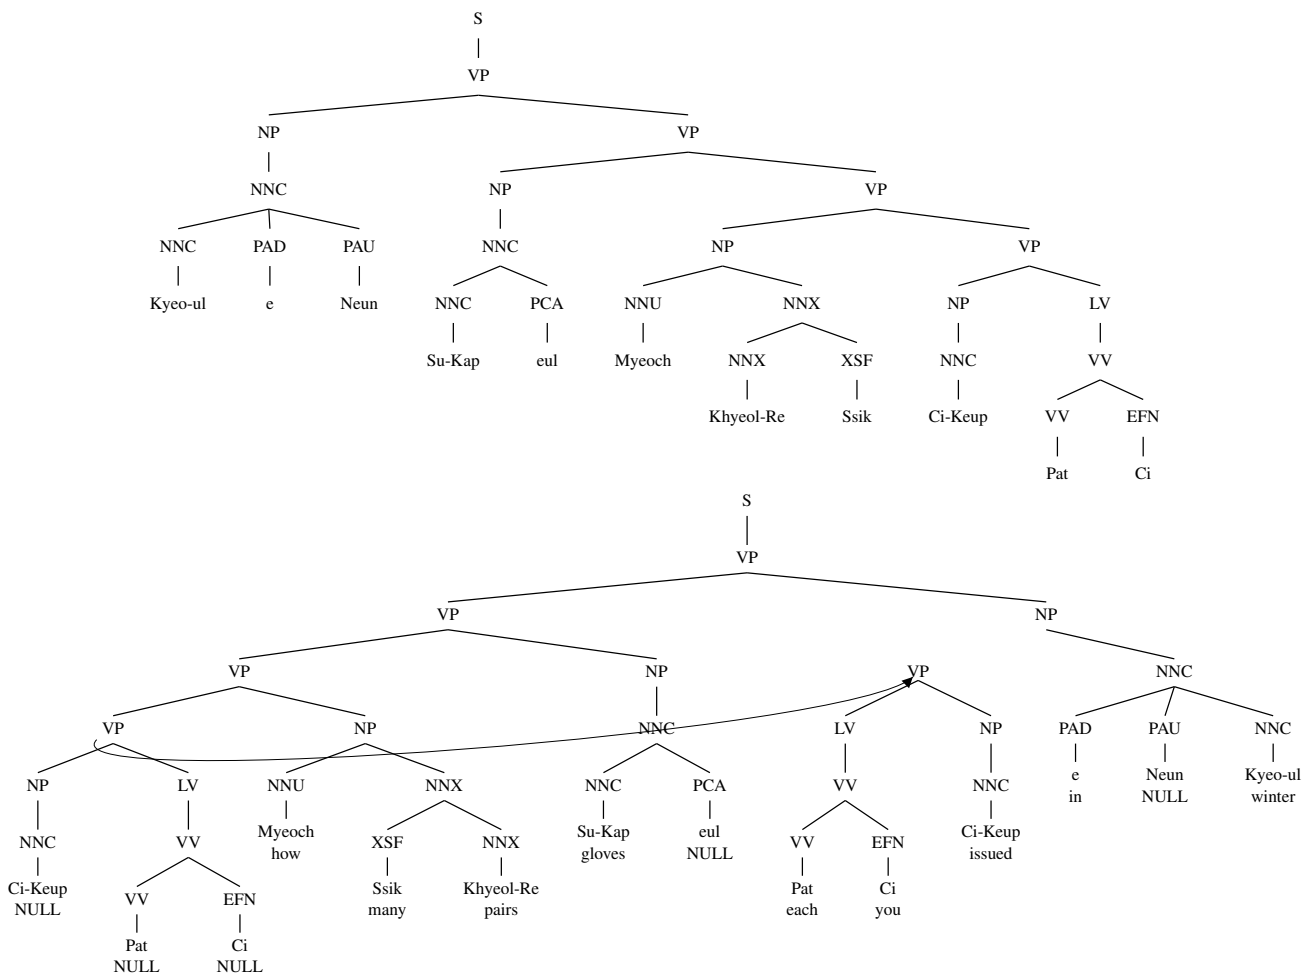 S
VP
NP VP
NNC NP VP
NNC PAD PAU NNC NP VP
Kyeo-ul e Neun NNC PCA NNU NNX NP LV
Su-Kap eul Myeoch NNX XSF NNC VV
Khyeol-Re Ssik Ci-Keup VV EFN
Pat Ci
S
VP
VP NP
VP NP VP NNC
VP NP NNC LV NP PAD PAU NNC
NP LV NNU NNX NNC PCA VV NNC e Neun Kyeo-ul
in NULL winter
NNC VV Myeoch XSF NNX Su-Kap eul VV EFN Ci-Keup
how gloves NULL issued
Ci-Keup VV EFN Ssik Khyeol-Re Pat Ci
NULL many pairs each you
Pat Ci
NULL NULL